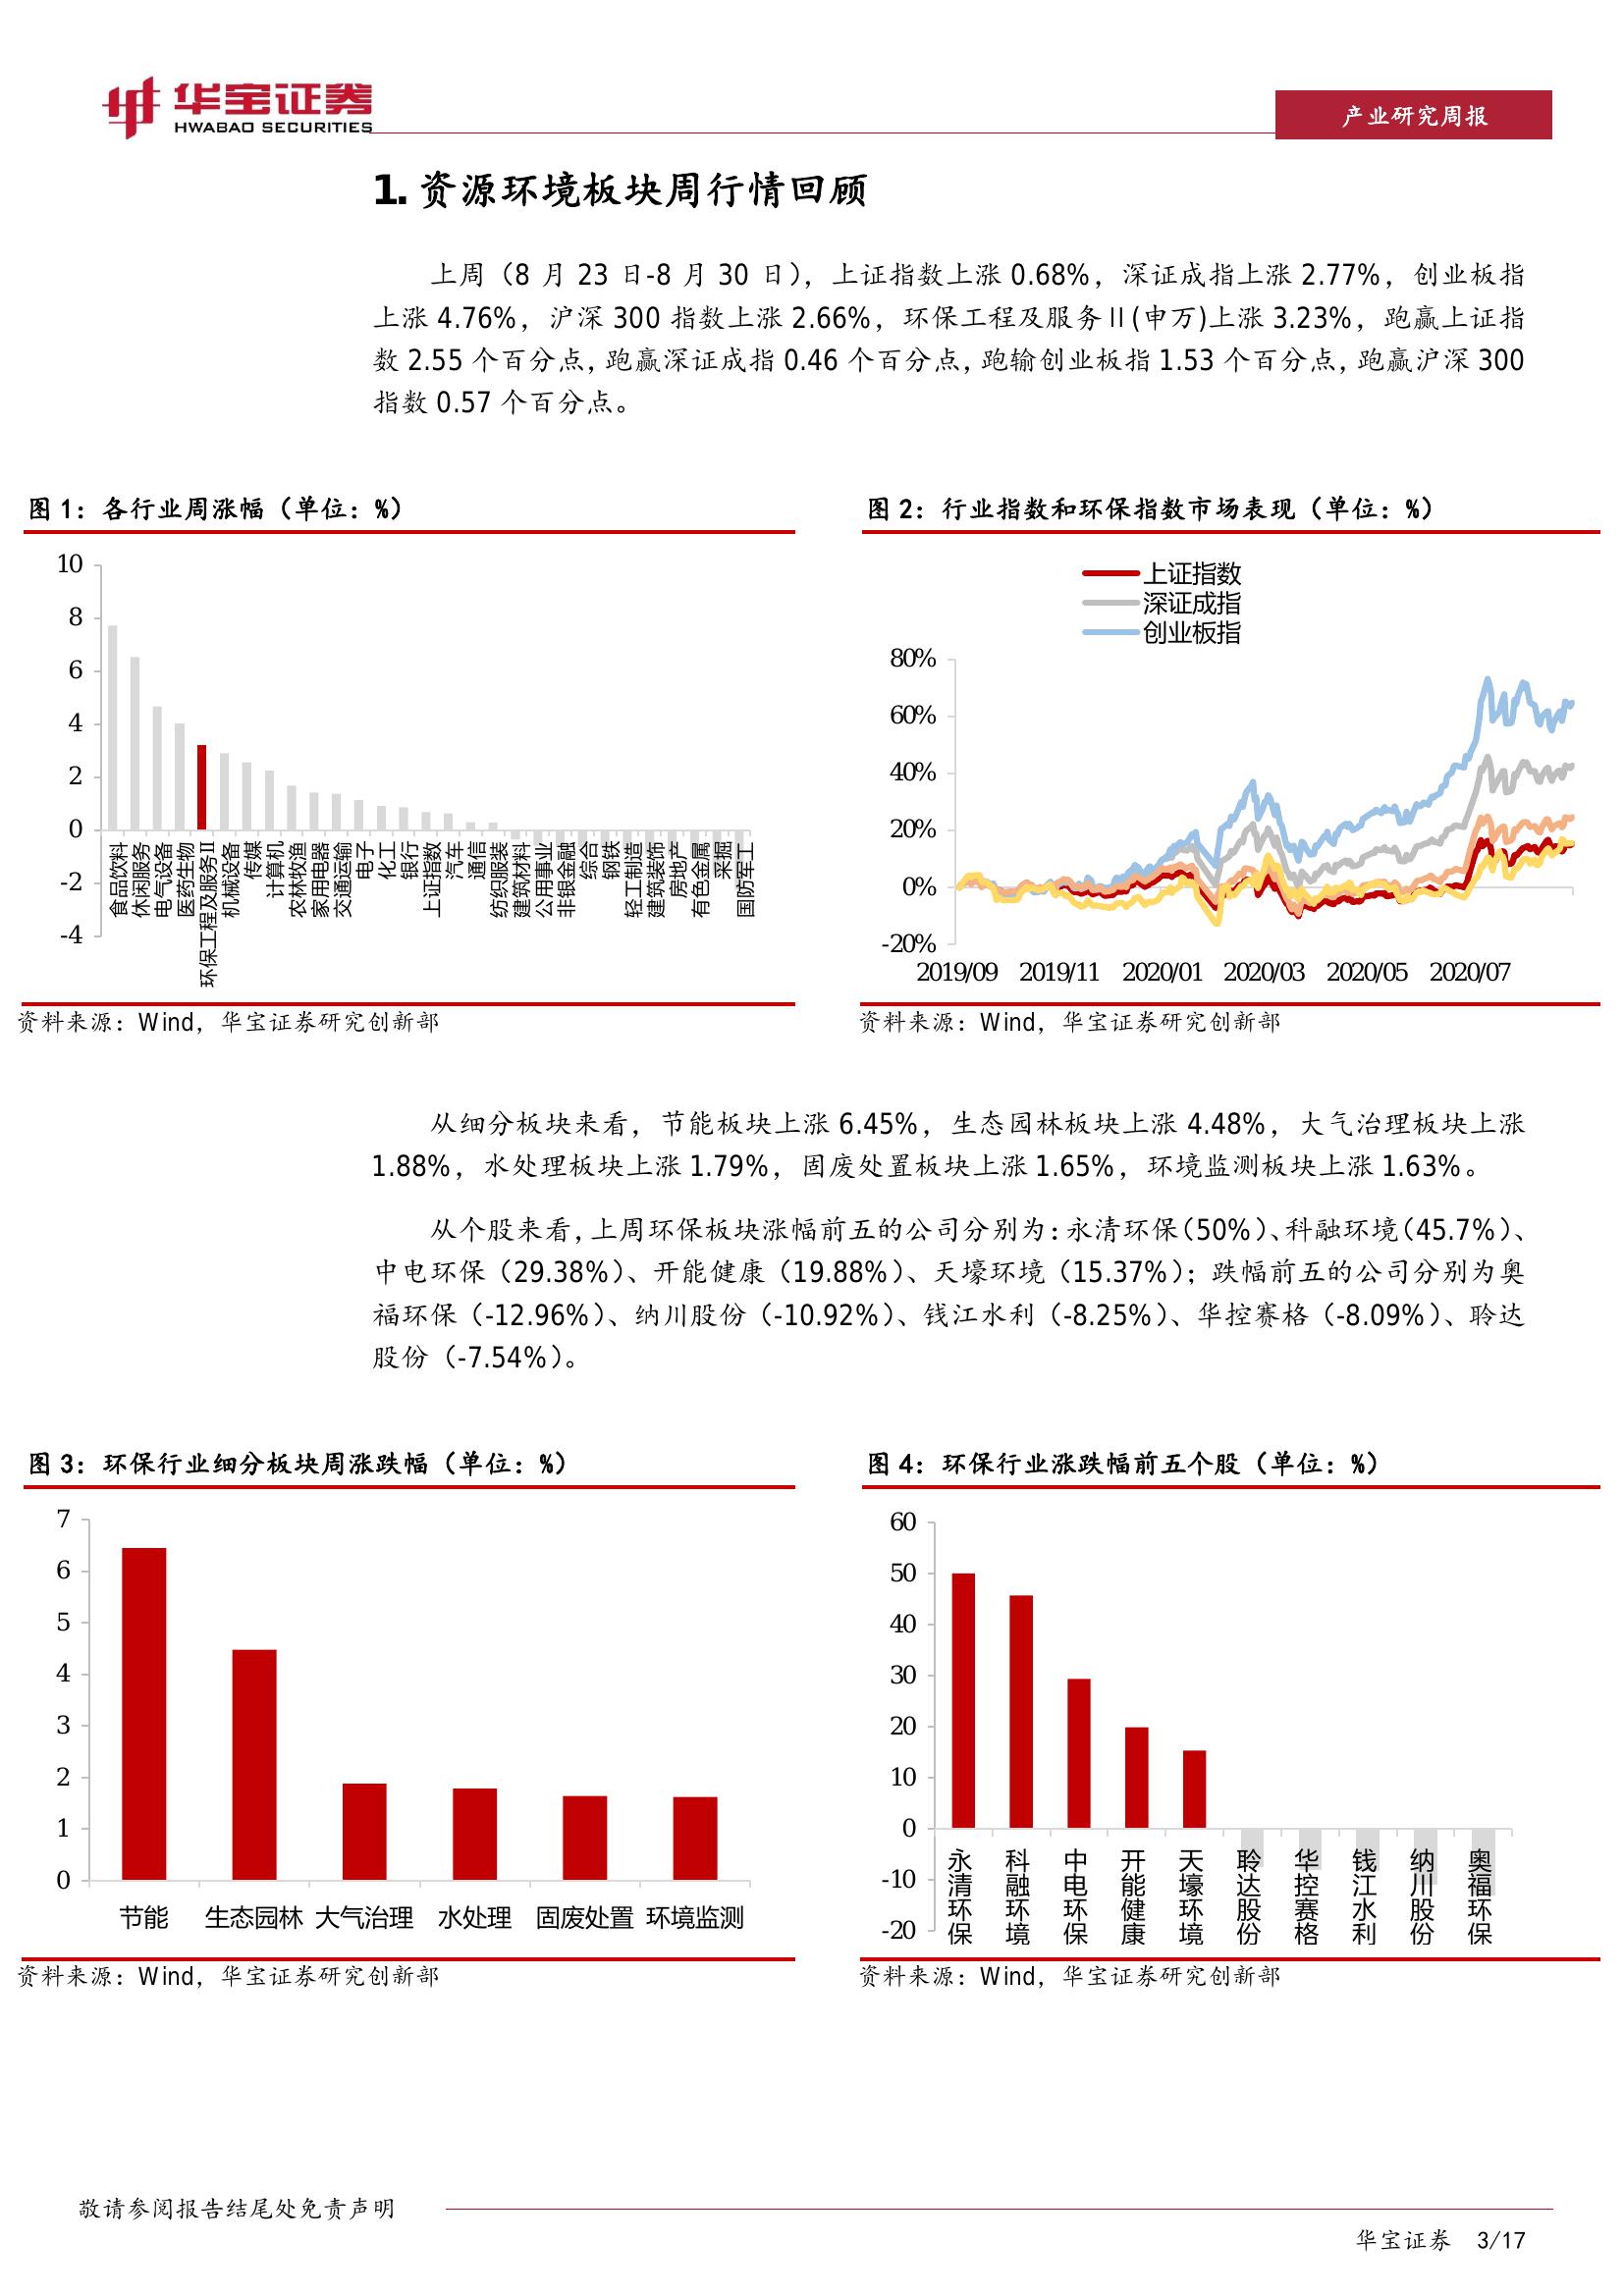 华宝证券
HWABAO SECURITIES
产业研究周报
1. 资源环境板块周行情回顾
上周（8 月 23 日-8 月 30 日），上证指数上涨 0.68%，深证成指上涨 2.77%，创业板指
上涨 4.76%，沪深 300 指数上涨 2.66%，环保工程及服务Ⅱ(申万)上涨 3.23%，跑赢上证指
数 2.55 个百分点，跑赢深证成指 0.46 个百分点，跑输创业板指 1.53 个百分点，跑赢沪深 300
指数 0.57 个百分点。
图 1：各行业周涨幅（单位：%）
10
8
6
4
2
0
-2
-4
食品饮料
休闲服务
电气设备
医药生物
环保工程及服务Ⅱ
机械设备
传媒
计算机
农林牧渔
家用电器
交通运输
电子
化工
银行
上证指数
汽车
通信
纺织服装
建筑材料
公用事业
非银金融
综合
钢铁
轻工制造
建筑装饰
房地产
有色金属
采掘
国防军工
资料来源：Wind，华宝证券研究创新部
图 2：行业指数和环保指数市场表现（单位：%）
上证指数
深证成指
创业板指
80%
60%
40%
20%
0%
-20%
2019/09 2019/11 2020/01 2020/03 2020/05 2020/07
资料来源：Wind，华宝证券研究创新部
从细分板块来看，节能板块上涨 6.45%，生态园林板块上涨 4.48%，大气治理板块上涨
1.88%，水处理板块上涨 1.79%，固废处置板块上涨 1.65%，环境监测板块上涨 1.63%。
从个股来看，上周环保板块涨幅前五的公司分别为：永清环保（50%）、科融环境（45.7%）、
中电环保（29.38%）、开能健康（19.88%）、天壕环境（15.37%）；跌幅前五的公司分别为奥
福环保（-12.96%）、纳川股份（-10.92%）、钱江水利（-8.25%）、华控赛格（-8.09%）、聆达
股份（-7.54%）。
图 3：环保行业细分板块周涨跌幅（单位：%）
7
6
5
4
3
2
1
0
节能 生态园林 大气治理 水处理 固废处置 环境监测
资料来源：Wind，华宝证券研究创新部
图 4：环保行业涨跌幅前五个股（单位：%）
60
50
40
30
20
10
0
-10
-20
永清环保
科融环境
中电环保
开能健康
天壕环境
聆达股份
华控赛格
钱江水利
纳川股份
奥福环保
资料来源：Wind，华宝证券研究创新部
敬请参阅报告结尾处免责声明
华宝证券 3/17